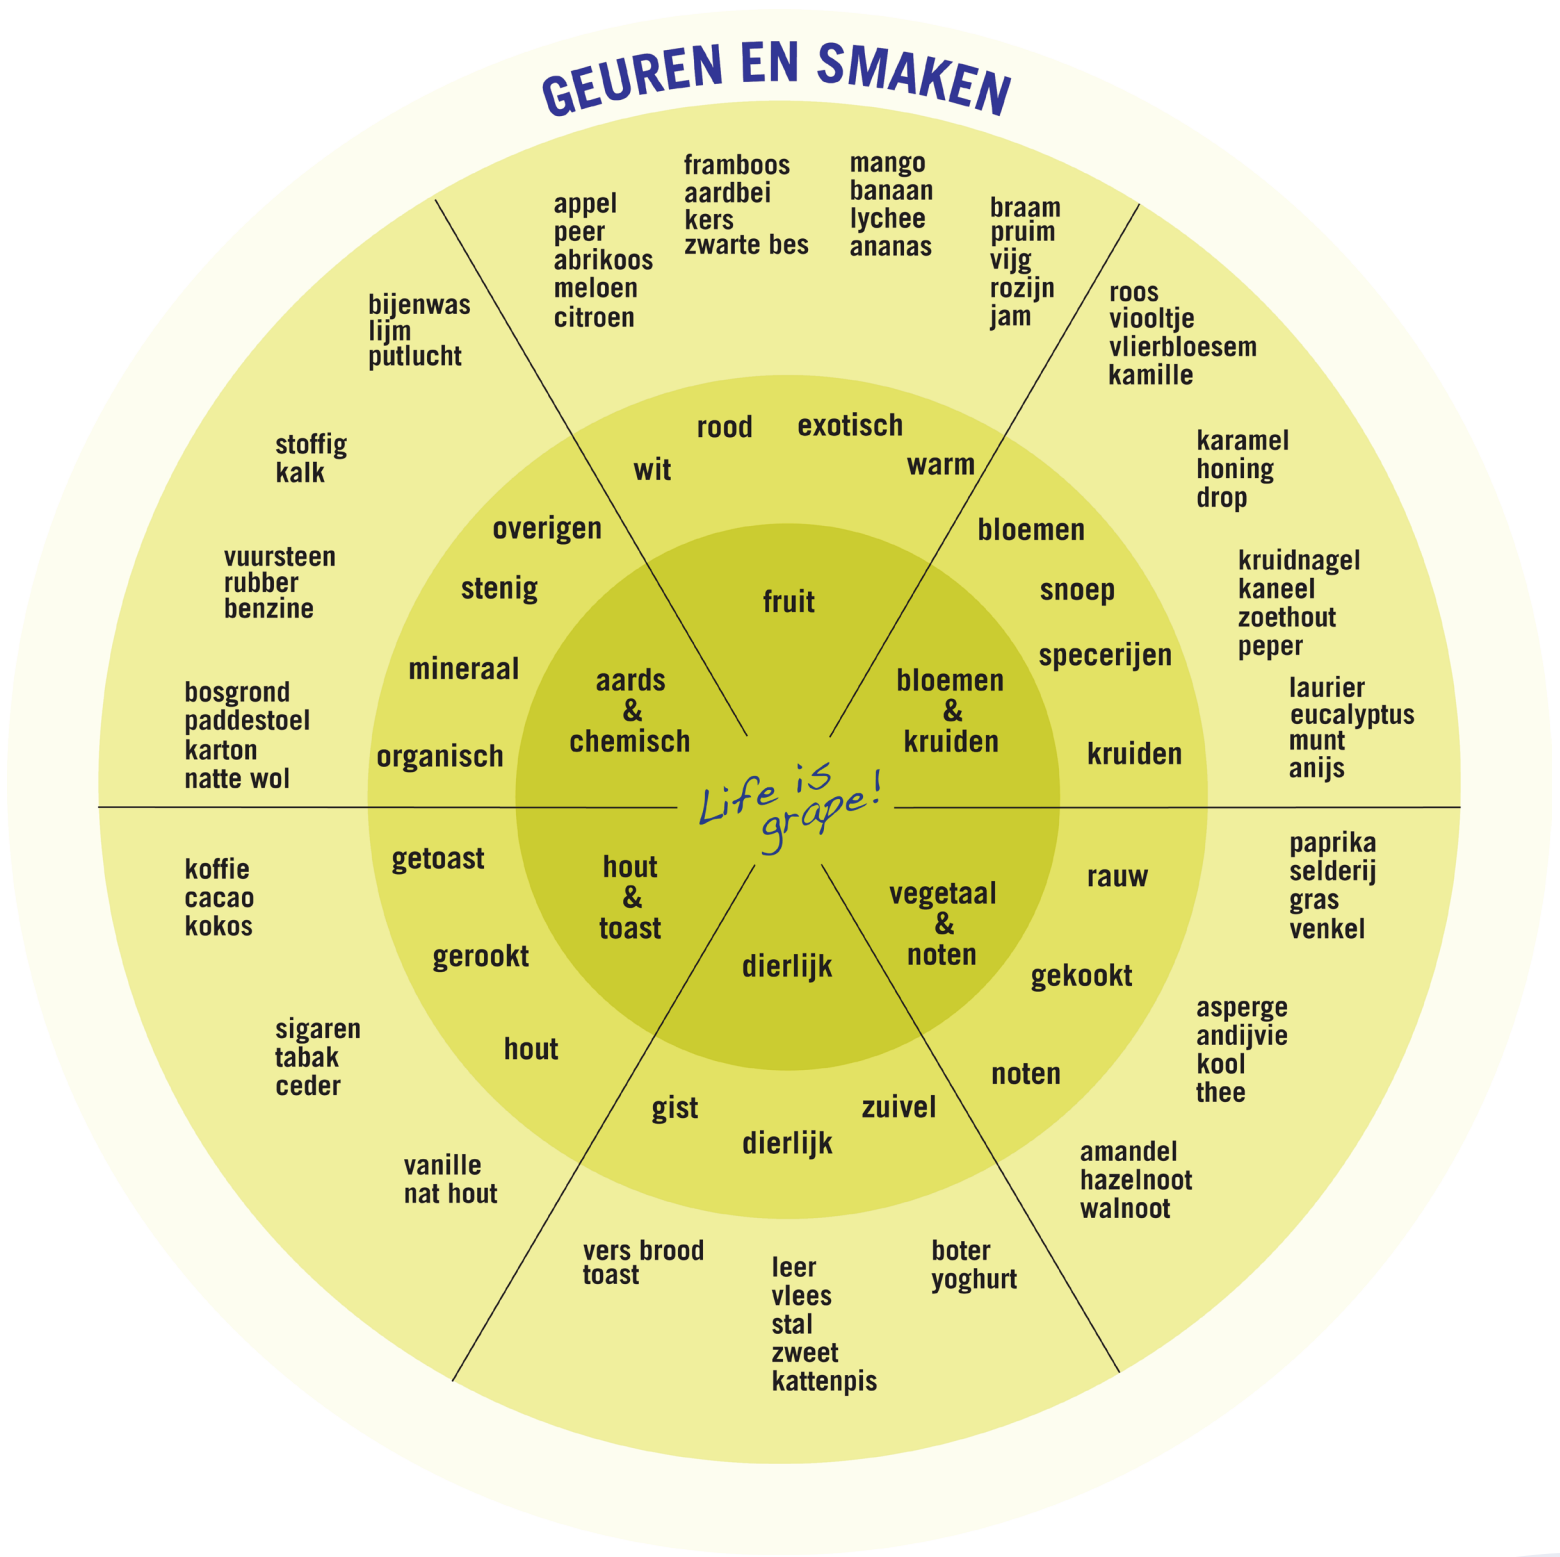 GEUREN EN SMAKEN
fruit
wit
rood
exotisch
warm
appel
peer
abrikoos
meloen
citroen
framboos
aardbei
kers
zwarte bes
mango
banaan
lychee
ananas
braam
pruim
vijg
rozijn
jam
bloemen
&
kruiden
bloemen
snoep
specerijen
kruiden
roos
viooltje
vlierbloesem
kamille
karamel
honing
drop
kruidnagel
kaneel
zoethout
peper
laurier
eucalyptus
munt
anijs
vegetaal
&
noten
rauw
gekookt
noten
paprika
selderij
gras
venkel
asperge
andijvie
kool
thee
amandel
hazelnoot
walnoot
dierlijk
zuivel
dierlijk
gist
boter
yoghurt
leer
vlees
stal
zweet
kattenpis
vers brood
toast
hout
&
toast
hout
gerookt
getoast
vanille
nat hout
sigaren
tabak
ceder
koffie
cacao
kokos
aards
&
chemisch
organisch
mineraal
stenig
overigen
bosgrond
paddestoel
karton
natte wol
vuursteen
rubber
benzine
stoffig
kalk
bijenwas
lijm
putlucht
Life is
grape!